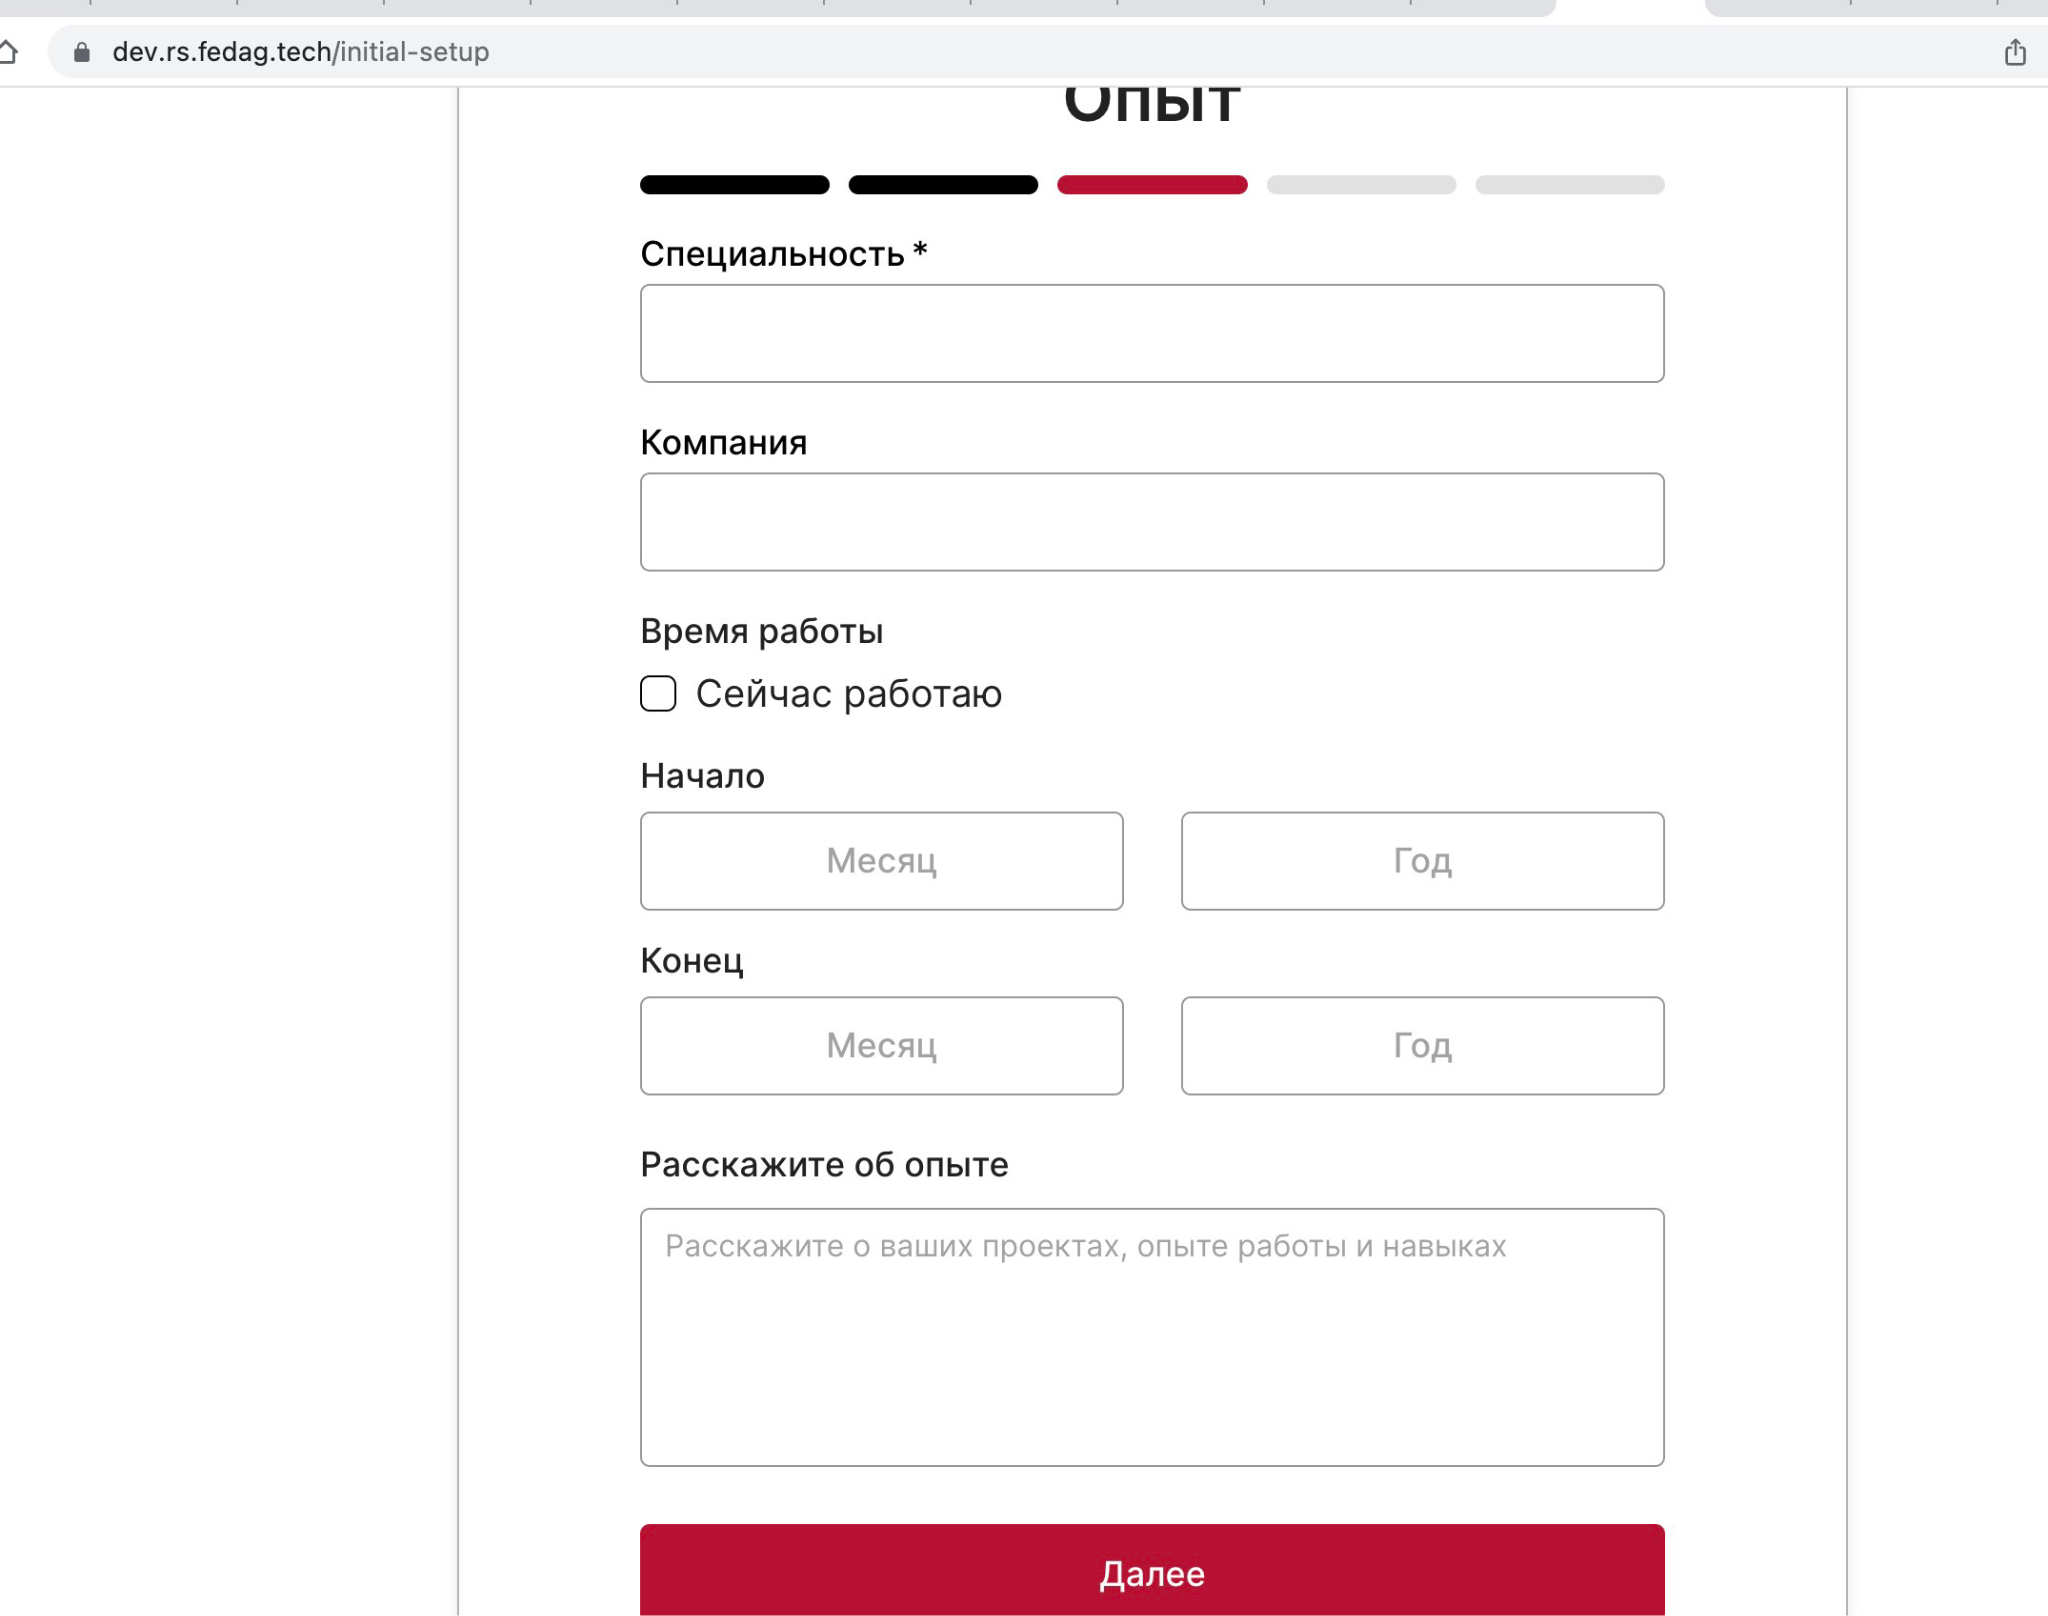 dev.rs.fedag.tech/initial-setup
Опыт
Специальность *
Компания
Время работы
Сейчас работаю
Начало
Месяц Год
Конец
Месяц Год
Расскажите об опыте
Расскажите о ваших проектах, опыте работы и навыках
Далее